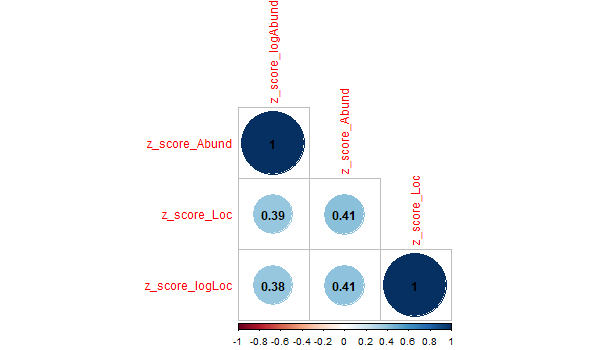 z_score_logAbund
z_score_Abund
z_score_Loc
z_score_Abund
1
z_score_Loc
0.39
0.41
z_score_logLoc
0.38
0.41
1
-1 -0.8 -0.6 -0.4 -0.2 0 0.2 0.4 0.6 0.8 1